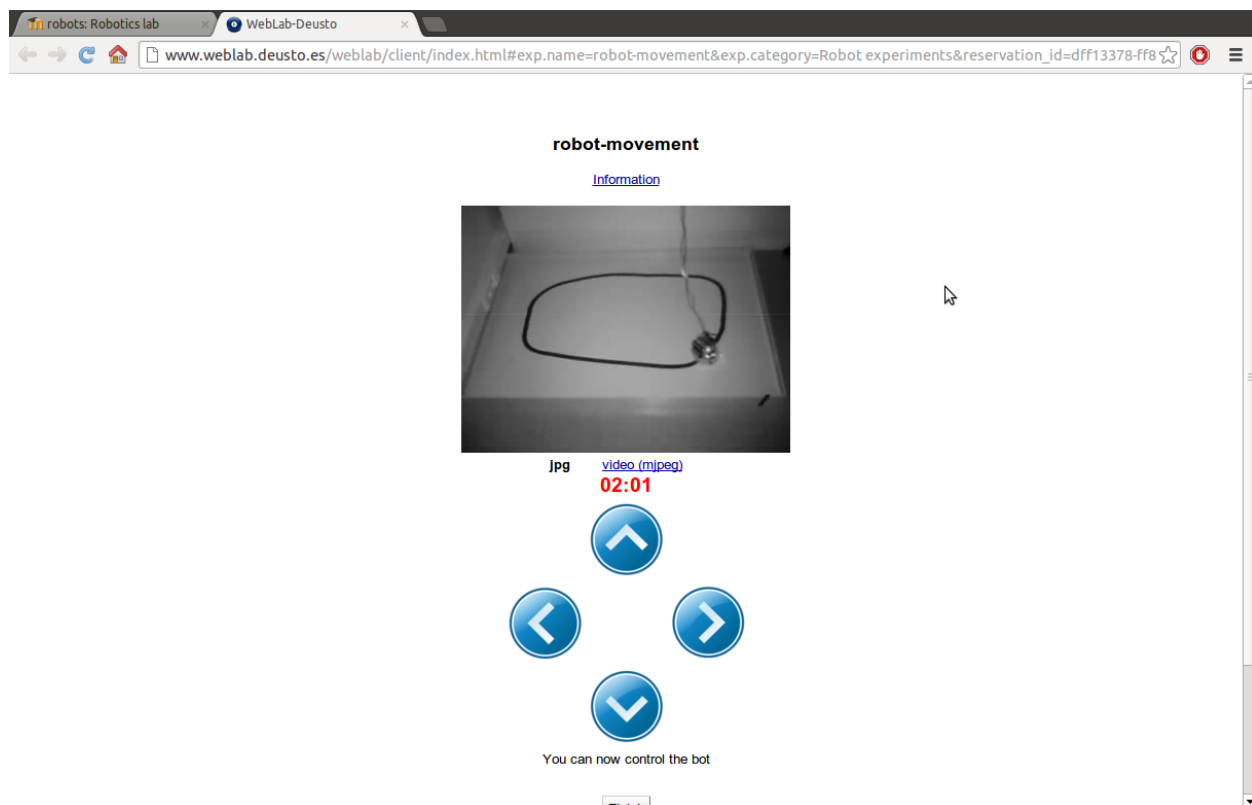 robots: Robotics lab
WebLab-Deusto
www.weblab.deusto.es/weblab/client/index.html#exp.name=robot-movement&exp.category=Robot experiments&reservation_id=dff13378-ff8
robot-movement
Information
jpg video (mjpeg)
02:01
You can now control the bot